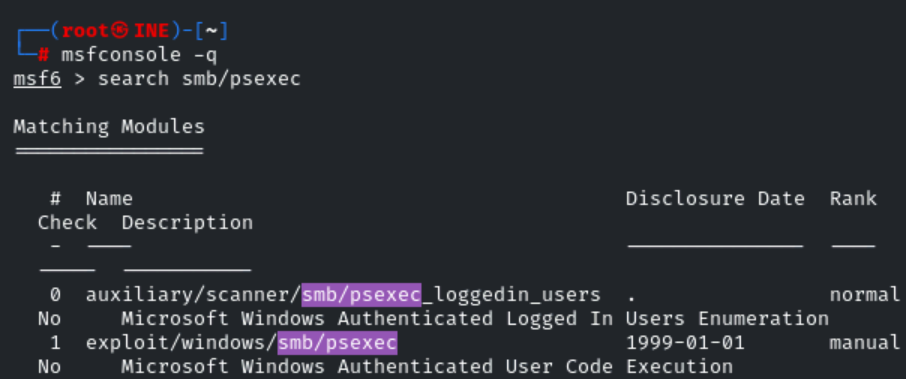 ┌──(root㉿INE)-[~]
└─# msfconsole -q
msf6 > search smb/psexec
Matching Modules
================
# Name Disclosure Date Rank
Check Description
- ---- --------------- ----
----- -----------
0 auxiliary/scanner/smb/psexec_loggedin_users . normal
No Microsoft Windows Authenticated Logged In Users Enumeration
1 exploit/windows/smb/psexec 1999-01-01 manual
No Microsoft Windows Authenticated User Code Execution